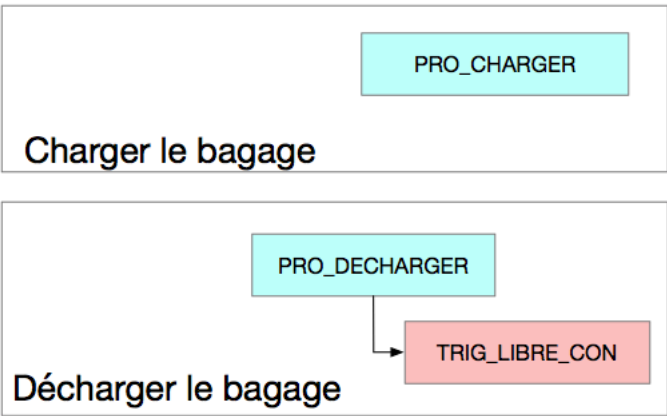 PRO_CHARGER
Charger le bagage
PRO_DECHARGER
TRIG_LIBRE_CON
Décharger le bagage